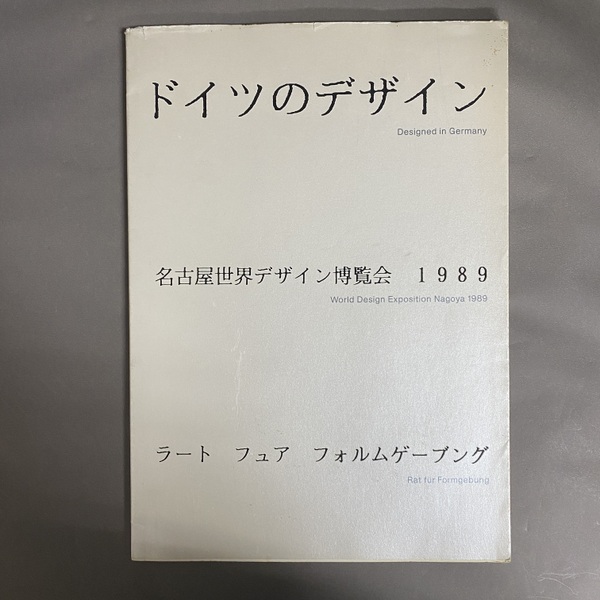 ドイツのデザイン
Designed in Germany
名古屋世界デザイン博覧会　１９８９
World Design Exposition Nagoya 1989
ラート　フュア　フォルムゲーブング
Rat für Formgebung